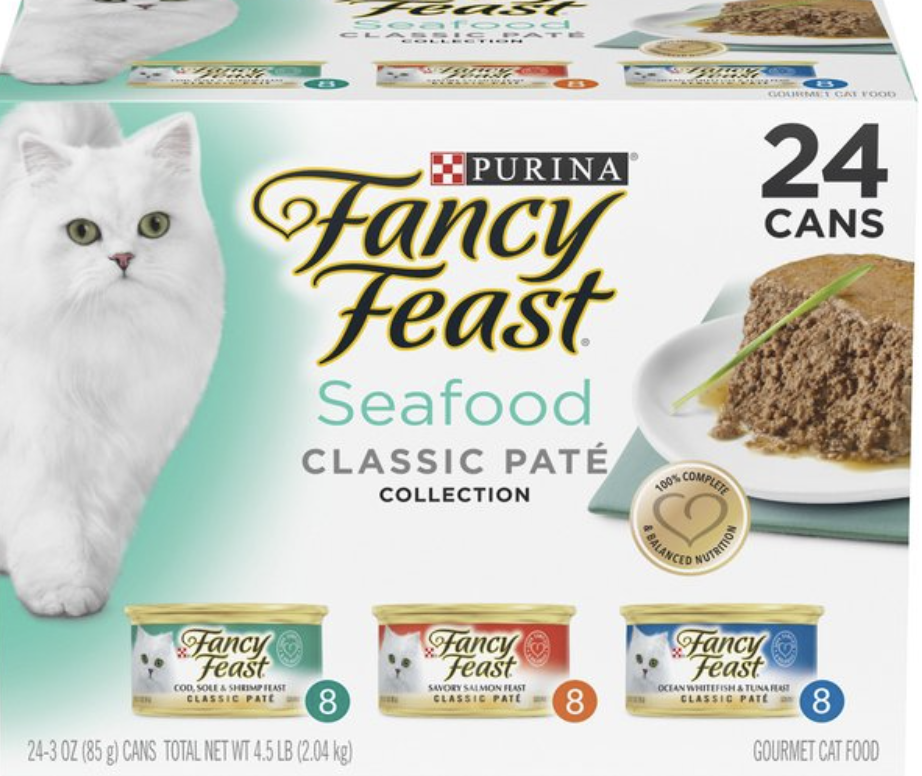 Feast
Seafood
CLASSIC PATÉ
COLLECTION
8
8
8
GOURMET CAT FOOD
PURINA®
Fancy
Feast®
Seafood
CLASSIC PATÉ
COLLECTION
24
CANS
100% COMPLETE
& BALANCED NUTRITION
Fancy
Feast
COD, SOLE & SHRIMP FEAST
CLASSIC PATÉ
8
Fancy
Feast
SAVORY SALMON FEAST
CLASSIC PATÉ
8
Fancy
Feast
OCEAN WHITEFISH & TUNA FEAST
CLASSIC PATÉ
8
24-3 OZ (85 g) CANS TOTAL NET WT 4.5 LB (2.04 kg)
GOURMET CAT FOOD